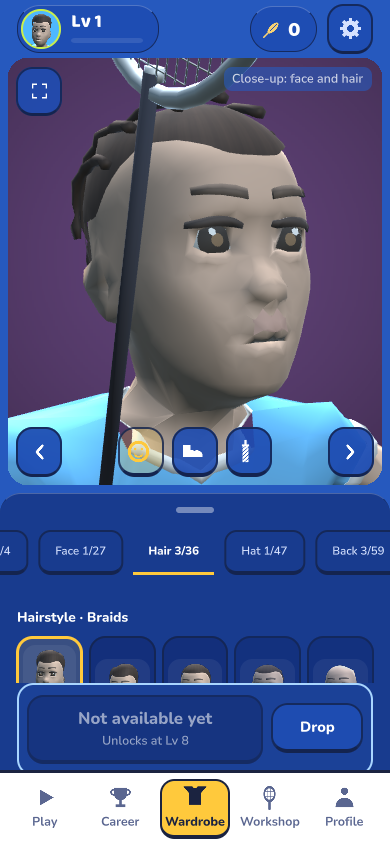 Lv 1
0
Close-up: face and hair
/4
Face 1/27
Hair 3/36
Hat 1/47
Back 3/59
Hairstyle · Braids
Not available yet
Unlocks at Lv 8
Drop
Play
Career
Wardrobe
Workshop
Profile